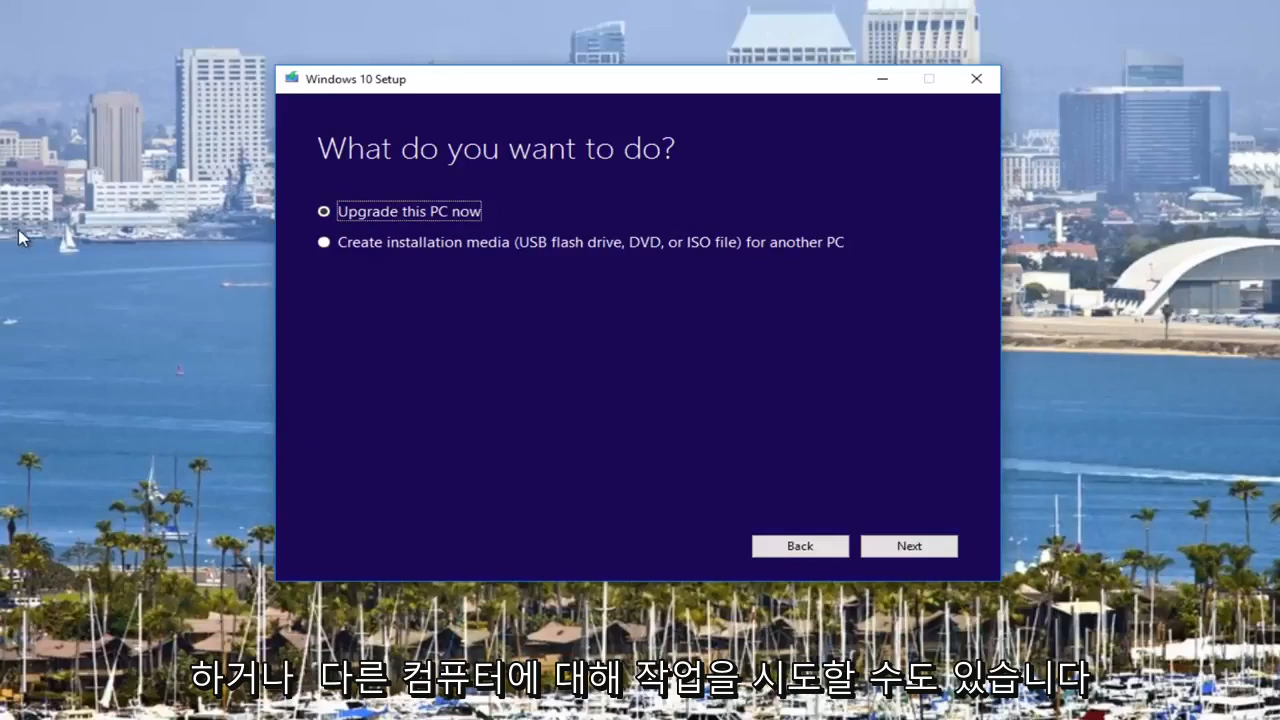 Windows 10 Setup
What do you want to do?
Upgrade this PC now
Create installation media (USB flash drive, DVD, or ISO file) for another PC
Back Next
하거나 다른 컴퓨터에 대해 작업을 시도할 수도 있습니다